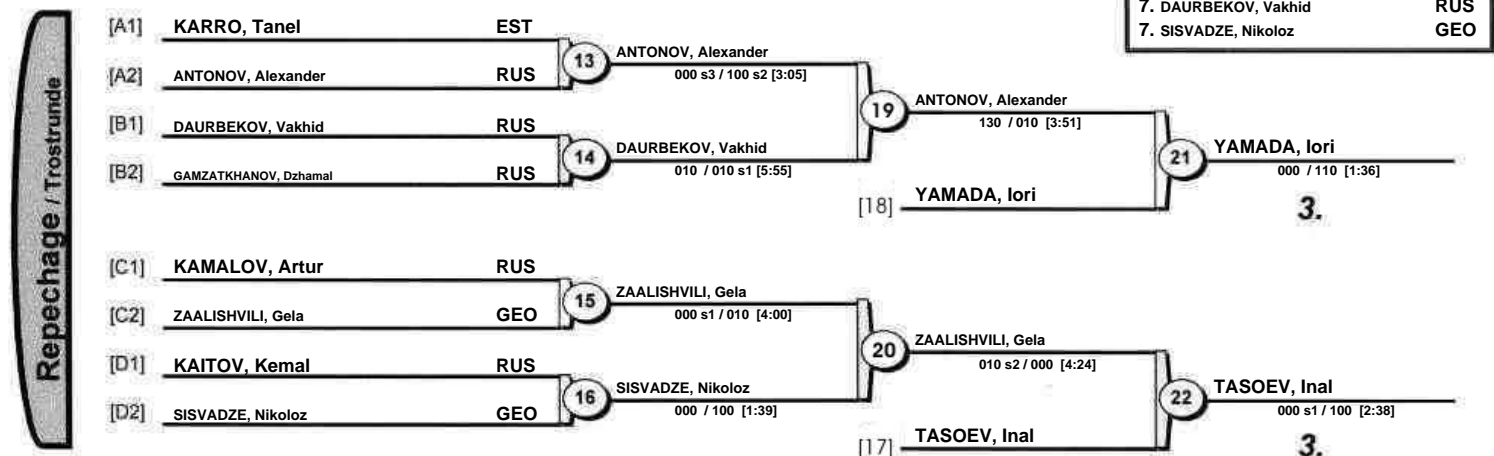 7. DAURBEKOV, Vakhid RUS
7. SISVADZE, Nikoloz GEO
Repechage / Trostrunde
[A1] KARRO, Tanel EST
13 ANTONOV, Alexander
000 s3 / 100 s2 [3:05]
[A2] ANTONOV, Alexander RUS
19 ANTONOV, Alexander
130 / 010 [3:51]
[B1] DAURBEKOV, Vakhid RUS
14 DAURBEKOV, Vakhid
010 / 010 s1 [5:55]
21 YAMADA, Iori
000 / 110 [1:36]
[B2] GAMZATKHANOV, Dzhamal RUS
[18] YAMADA, Iori
3.
[C1] KAMALOV, Artur RUS
15 ZAALISHVILI, Gela
000 s1 / 010 [4:00]
[C2] ZAALISHVILI, Gela GEO
20 ZAALISHVILI, Gela
010 s2 / 000 [4:24]
[D1] KAITOV, Kemal RUS
16 SISVADZE, Nikoloz
000 / 100 [1:39]
22 TASOEV, Inal
000 s1 / 100 [2:38]
[D2] SISVADZE, Nikoloz GEO
[17] TASOEV, Inal
3.